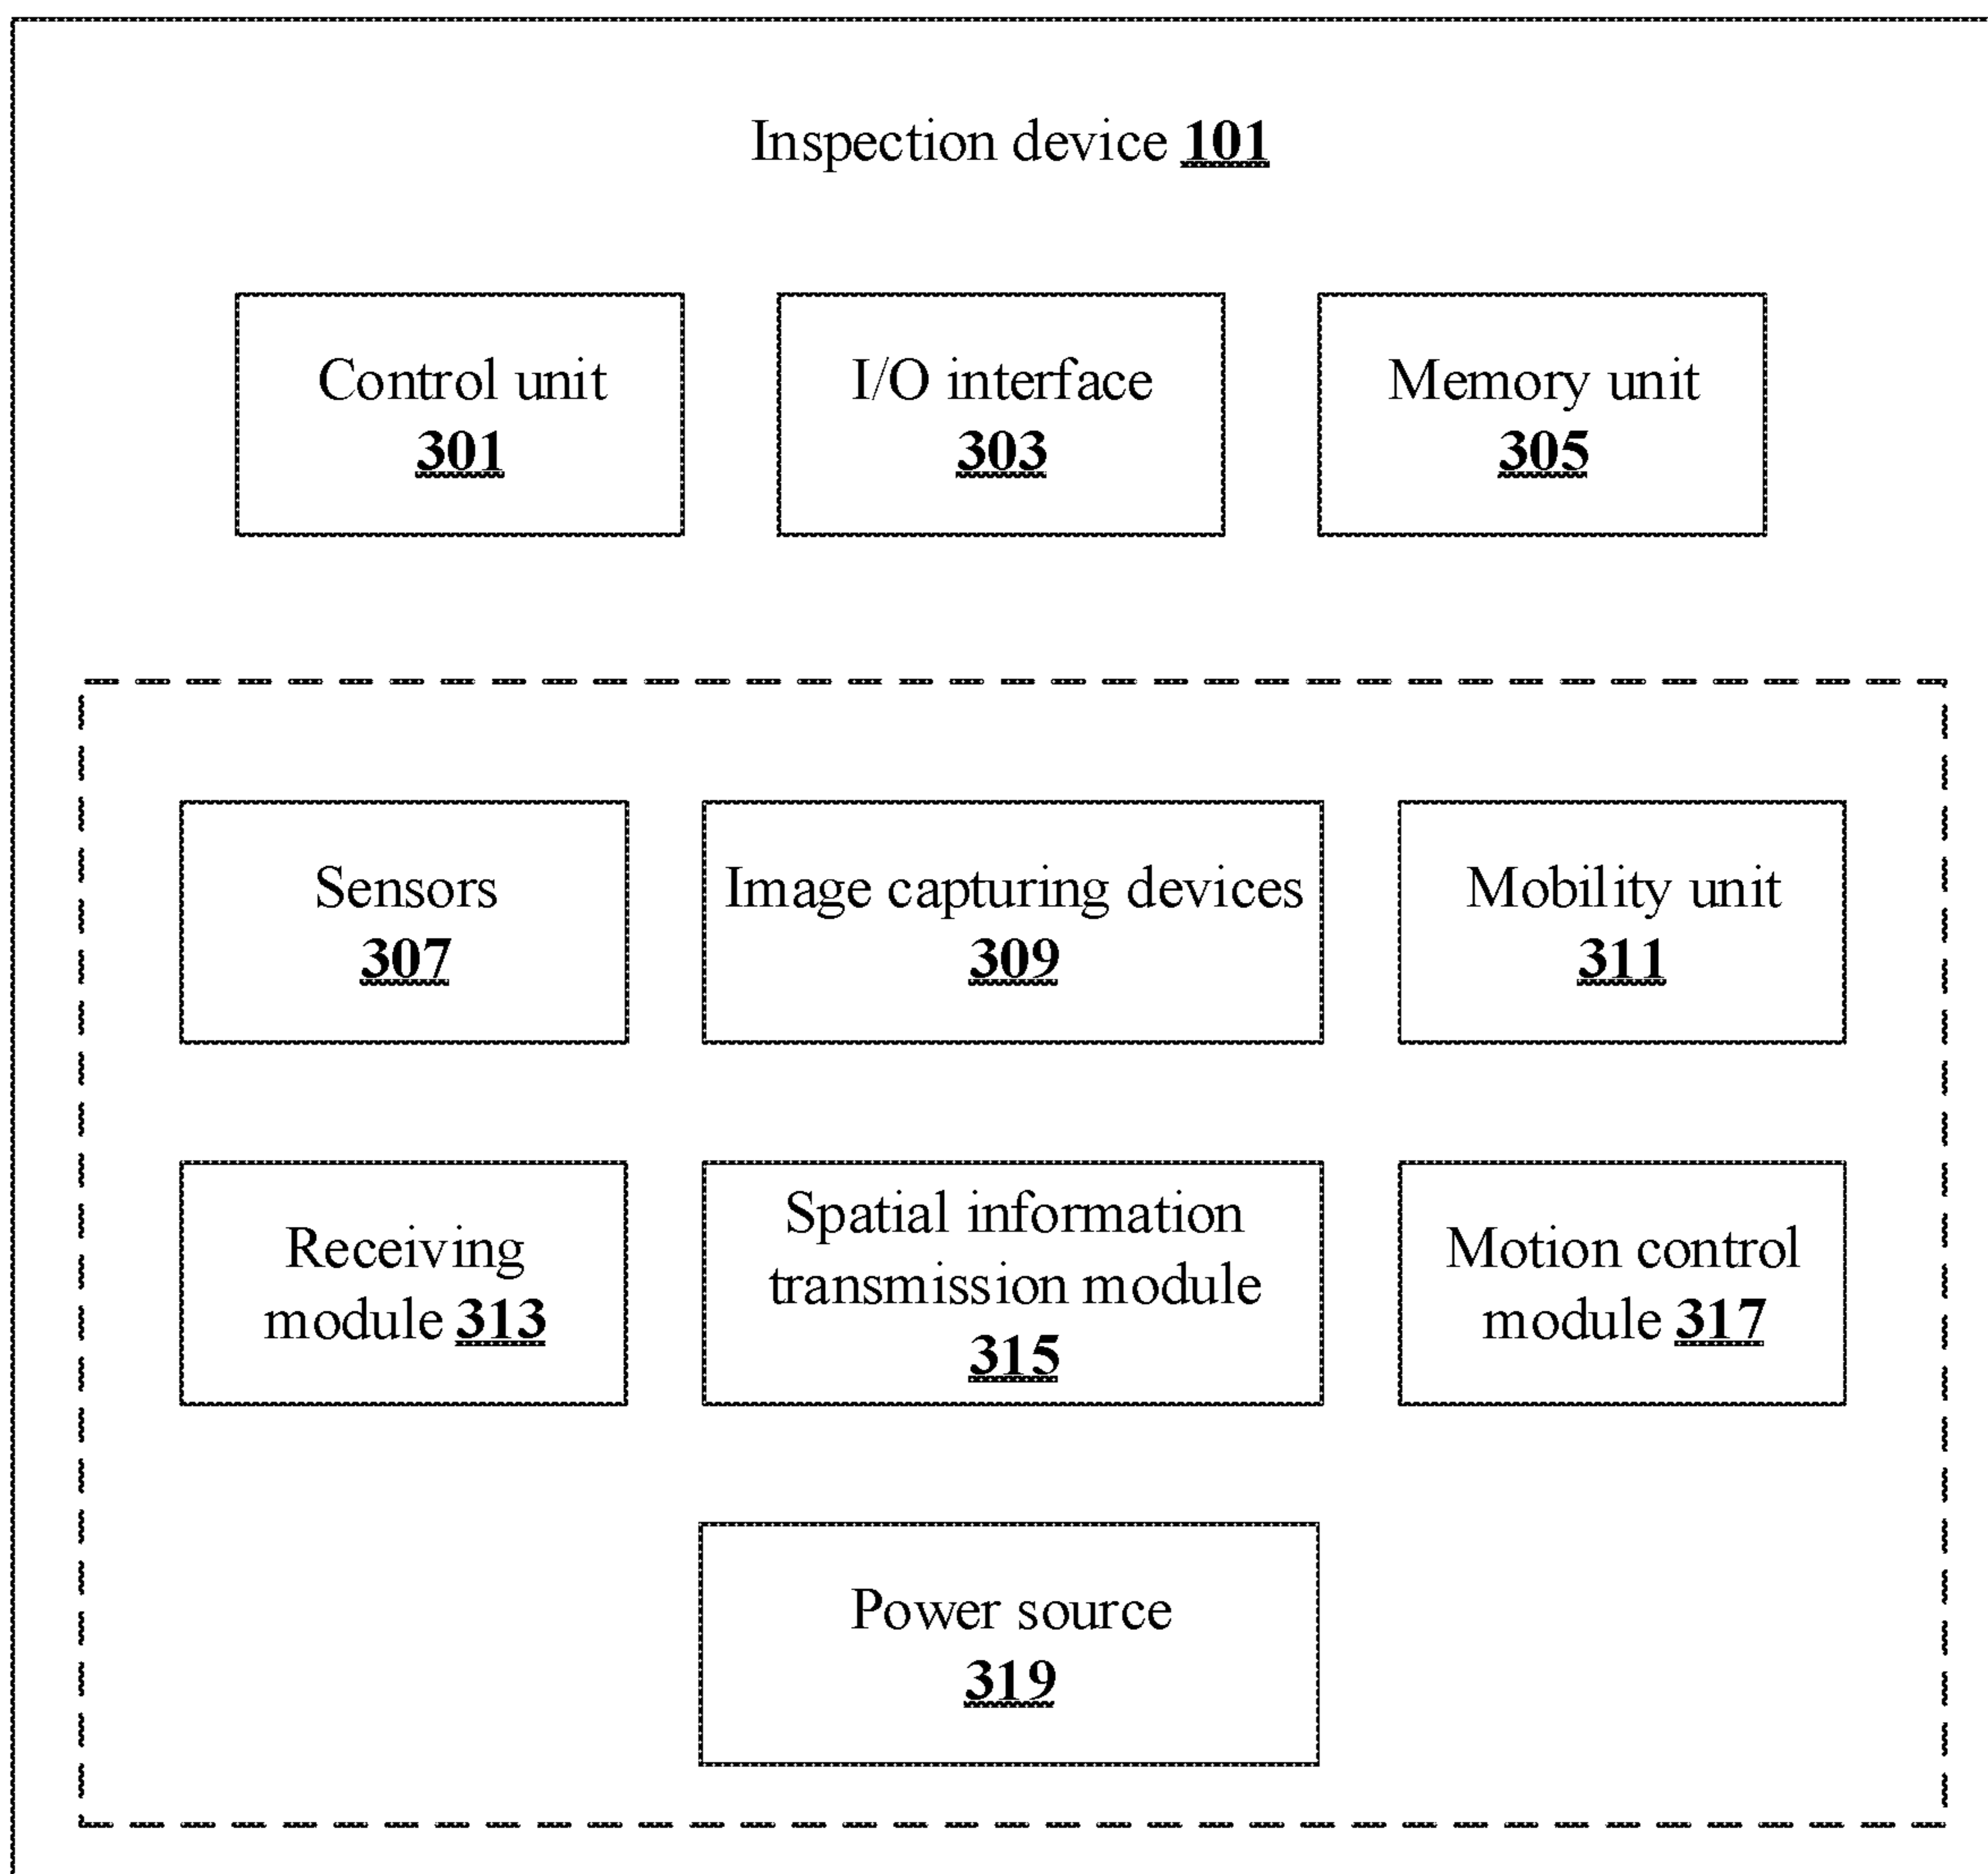 Inspection device 101
Control unit
301
I/O interface
303
Memory unit
305
Sensors
307
Image capturing devices
309
Mobility unit
311
Receiving
module 313
Spatial information
transmission module
315
Motion control
module 317
Power source
319